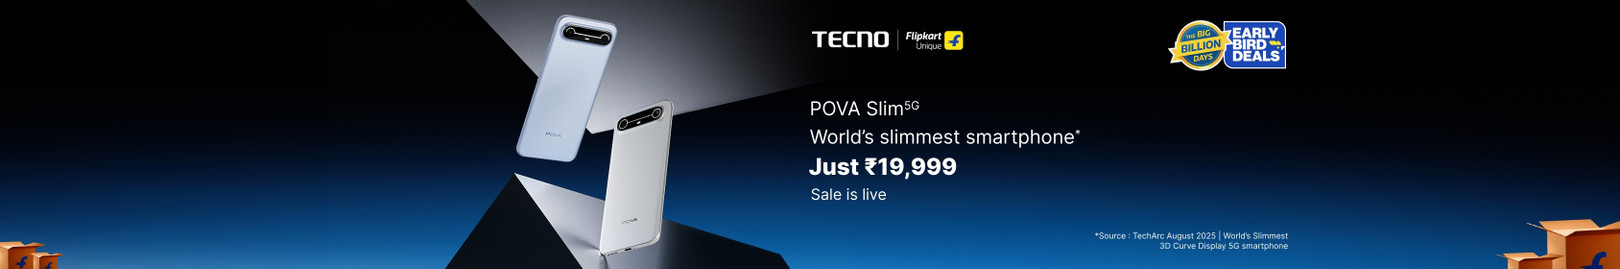 POVA
POVA
TECNO
Flipkart
Unique
THE BIG
BILLION
DAYS
EARLY
BIRD
DEALS
POVA Slim5G
World's slimmest smartphone*
Just ₹19,999
Sale is live
*Source : TechArc August 2025 | World's Slimmest
3D Curve Display 5G smartphone